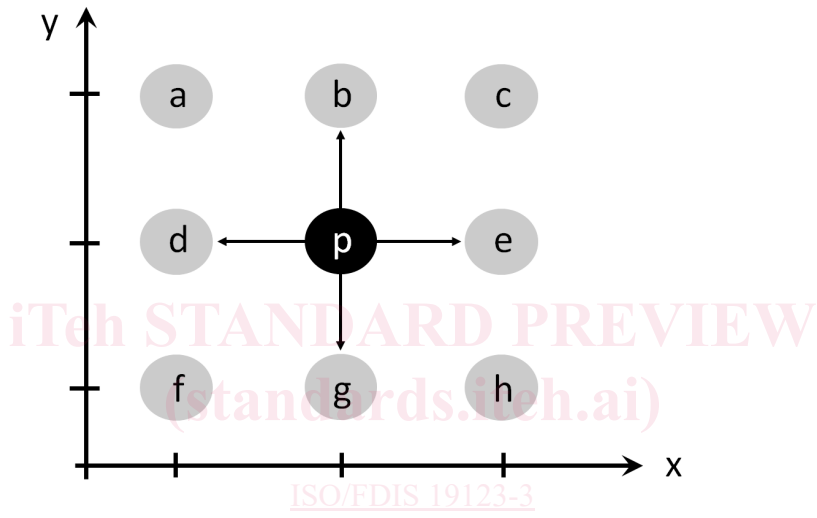 y
a b c
d p e
iTeh STANDARD PREVIEW
f g h
(standards.iteh.ai)
x
ISO/FDIS 19123-3